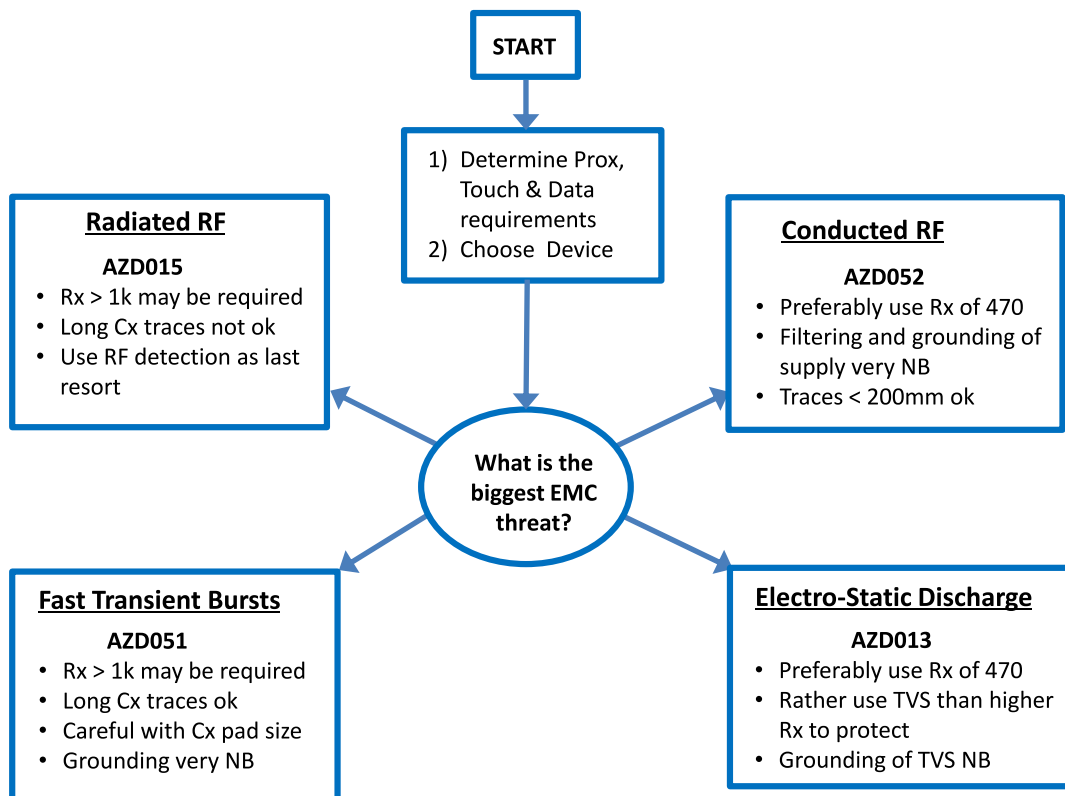 START
1) Determine Prox,
Touch & Data
requirements
2) Choose Device
Radiated RF
AZD015
• Rx > 1k may be required
• Long Cx traces not ok
• Use RF detection as last
resort
Conducted RF
AZD052
• Preferably use Rx of 470
• Filtering and grounding of
supply very NB
• Traces < 200mm ok
What is the
biggest EMC
threat?
Fast Transient Bursts
AZD051
• Rx > 1k may be required
• Long Cx traces ok
• Careful with Cx pad size
• Grounding very NB
Electro-Static Discharge
AZD013
• Preferably use Rx of 470
• Rather use TVS than higher
Rx to protect
• Grounding of TVS NB